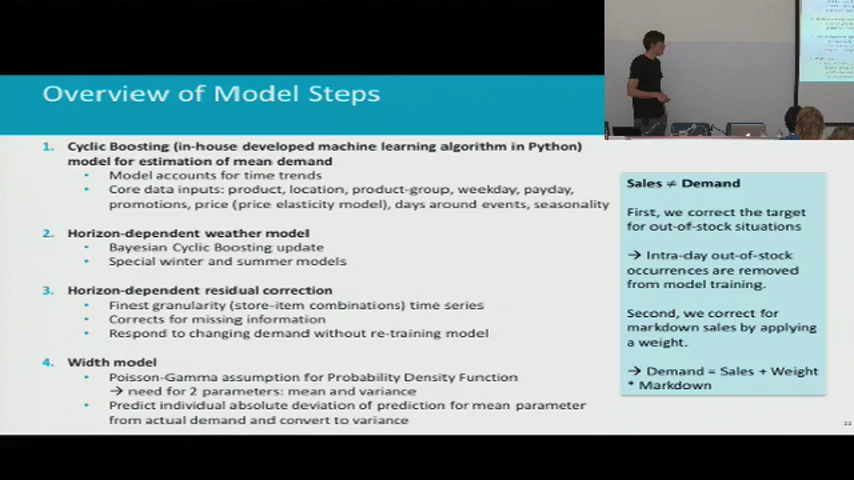 Overview of Model Steps
1. Cyclic Boosting (in-house developed machine learning algorithm in Python)
model for estimation of mean demand
• Model accounts for time trends
• Core data inputs: product, location, product-group, weekday, payday,
promotions, price (price elasticity model), days around events, seasonality
2. Horizon-dependent weather model
• Bayesian Cyclic Boosting update
• Special winter and summer models
3. Horizon-dependent residual correction
• Finest granularity (store-item combinations) time series
• Corrects for missing information
• Respond to changing demand without re-training model
4. Width model
• Poisson-Gamma assumption for Probability Density Function
→ need for 2 parameters: mean and variance
• Predict individual absolute deviation of prediction for mean parameter
from actual demand and convert to variance
Sales ≠ Demand
First, we correct the target
for out-of-stock situations
→ Intra-day out-of-stock
occurrences are removed
from model training.
Second, we correct for
markdown sales by applying
a weight.
→ Demand = Sales + Weight
* Markdown